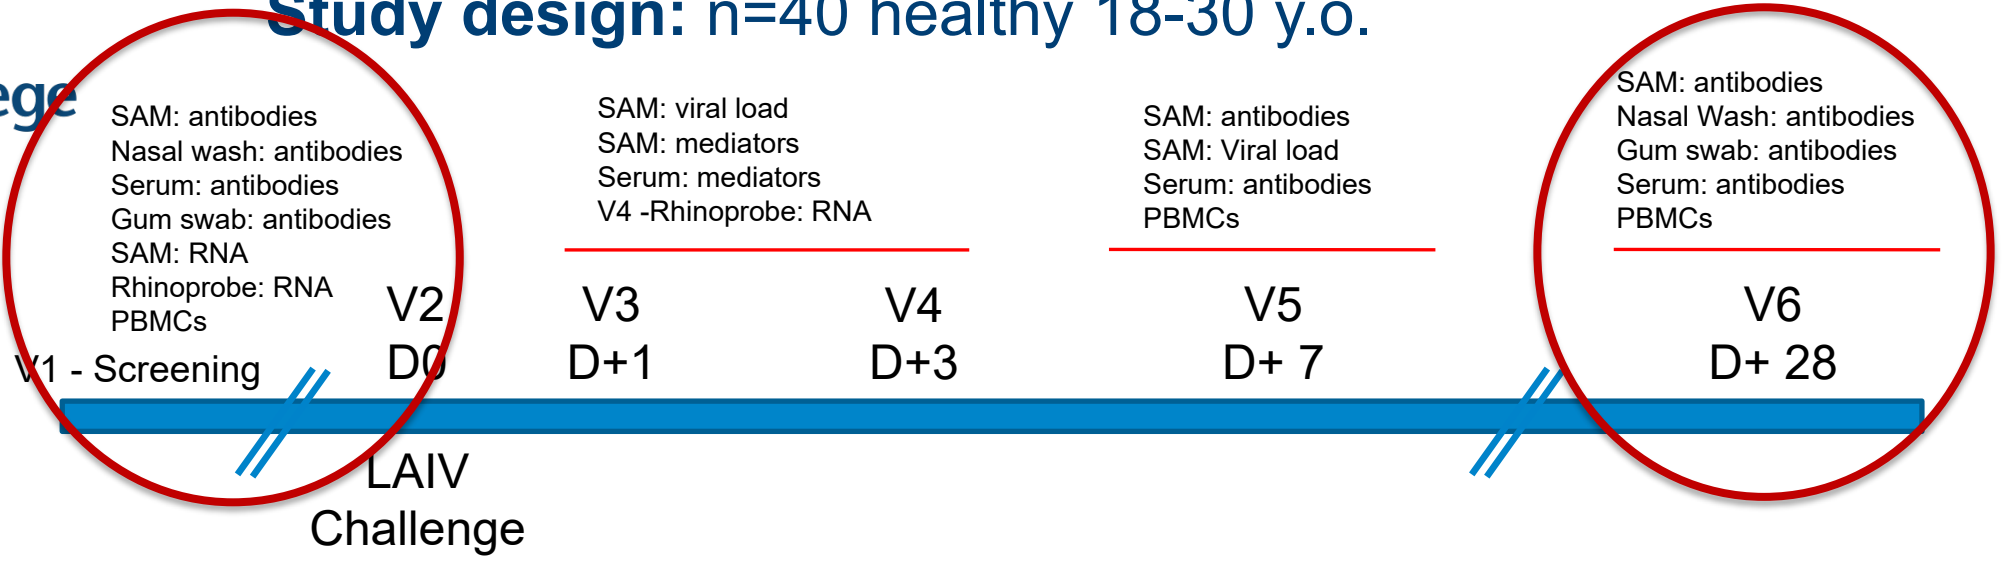 Study design: n=40 healthy 18-30 y.o.
ege
SAM: antibodies
Nasal wash: antibodies
Serum: antibodies
Gum swab: antibodies
SAM: RNA
Rhinoprobe: RNA
PBMCs
SAM: viral load
SAM: mediators
Serum: mediators
V4 -Rhinoprobe: RNA
SAM: antibodies
SAM: Viral load
Serum: antibodies
PBMCs
SAM: antibodies
Nasal Wash: antibodies
Gum swab: antibodies
Serum: antibodies
PBMCs
V2 V3 V4 V5 V6
V1 - Screening D0 D+1 D+3 D+ 7 D+ 28
LAIV
Challenge